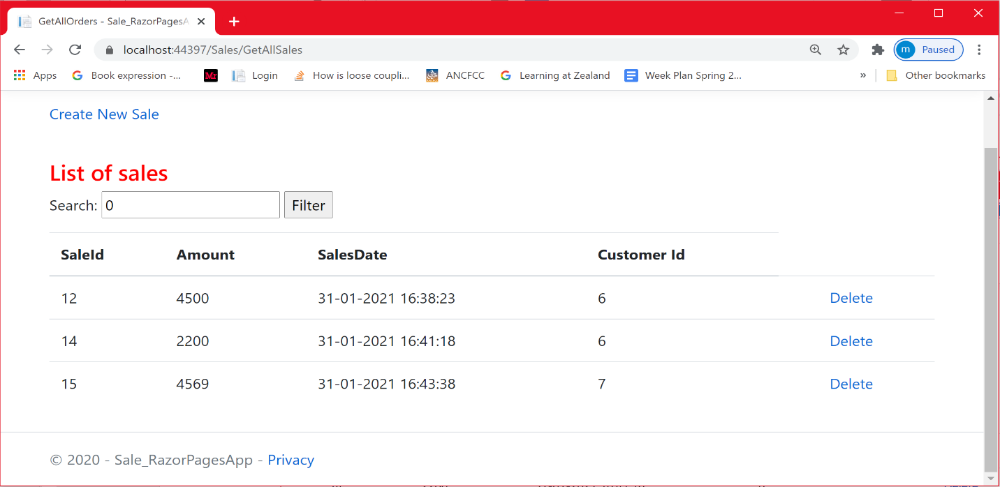 GetAllOrders - Sale_RazorPagesA
localhost:44397/Sales/GetAllSales
m Paused
Apps Book expression -... Mr Login How is loose coupli... ANCFCC Learning at Zealand Week Plan Spring 2... » Other bookmarks
Create New Sale
List of sales
Search: 0 Filter
SaleId Amount SalesDate Customer Id
12 4500 31-01-2021 16:38:23 6 Delete
14 2200 31-01-2021 16:41:18 6 Delete
15 4569 31-01-2021 16:43:38 7 Delete
© 2020 - Sale_RazorPagesApp - Privacy